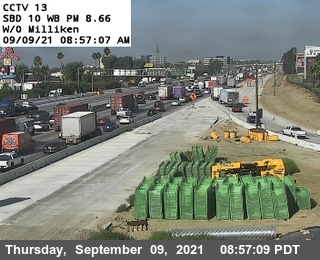 CCTV 13
SBD 10 WB PM 8.66
W/O Milliken
09/09/21 08:57:07 AM
Thursday, September 09, 2021 08:57:09 PDT